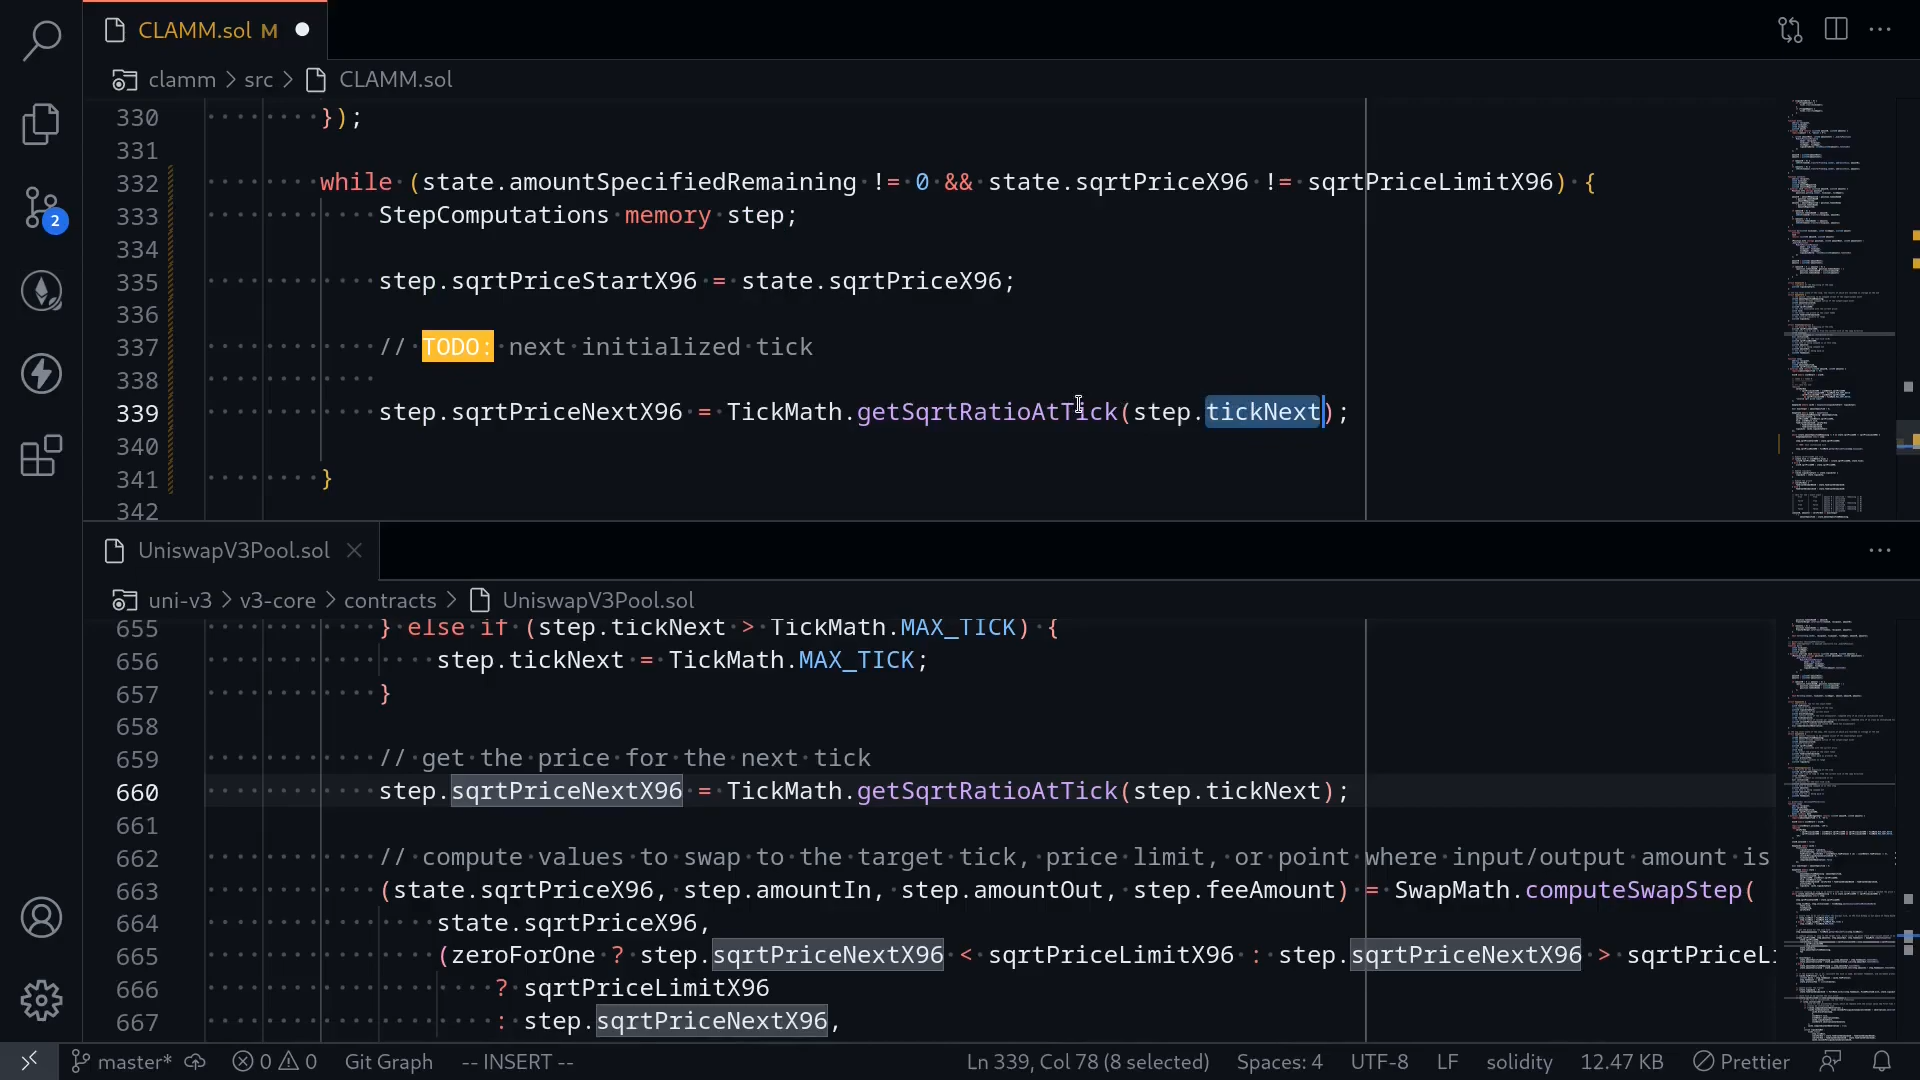 CLAMM.sol M
clamm > src > CLAMM.sol
330 });
331
332 while (state.amountSpecifiedRemaining != 0 && state.sqrtPriceX96 != sqrtPriceLimitX96) {
333 StepComputations memory step;
334
335 step.sqrtPriceStartX96 = state.sqrtPriceX96;
336
337 // TODO: next initialized tick
338
339 step.sqrtPriceNextX96 = TickMath.getSqrtRatioAtTick(step.tickNext);
340
341 }
342
2
UniswapV3Pool.sol
uni-v3 > v3-core > contracts > UniswapV3Pool.sol
655 } else if (step.tickNext > TickMath.MAX_TICK) {
656 step.tickNext = TickMath.MAX_TICK;
657 }
658
659 // get the price for the next tick
660 step.sqrtPriceNextX96 = TickMath.getSqrtRatioAtTick(step.tickNext);
661
662 // compute values to swap to the target tick, price limit, or point where input/output amount is
663 (state.sqrtPriceX96, step.amountIn, step.amountOut, step.feeAmount) = SwapMath.computeSwapStep(
664 state.sqrtPriceX96,
665 (zeroForOne ? step.sqrtPriceNextX96 < sqrtPriceLimitX96 : step.sqrtPriceNextX96 > sqrtPriceLi
666 ? sqrtPriceLimitX96
667 : step.sqrtPriceNextX96,
master* 0 0 Git Graph -- INSERT -- Ln 339, Col 78 (8 selected) Spaces: 4 UTF-8 LF solidity 12.47 KB Prettier